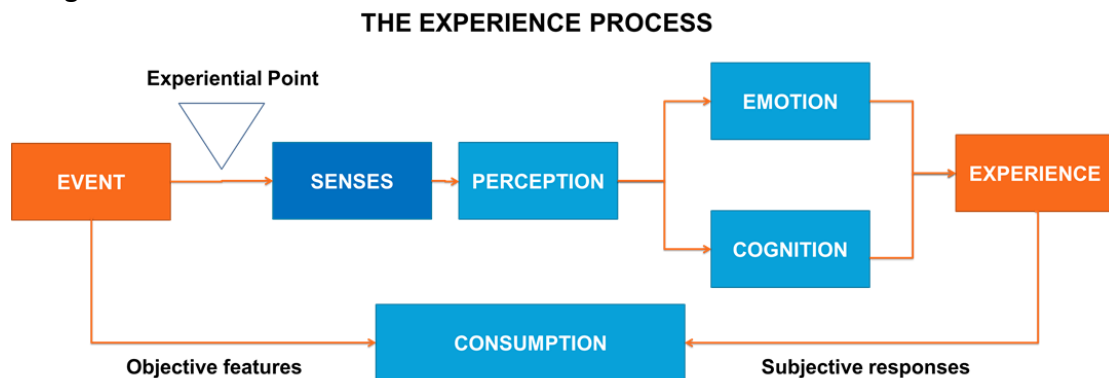 THE EXPERIENCE PROCESS
Experiential Point
EMOTION
EVENT
SENSES
PERCEPTION
EXPERIENCE
COGNITION
CONSUMPTION
Objective features
Subjective responses